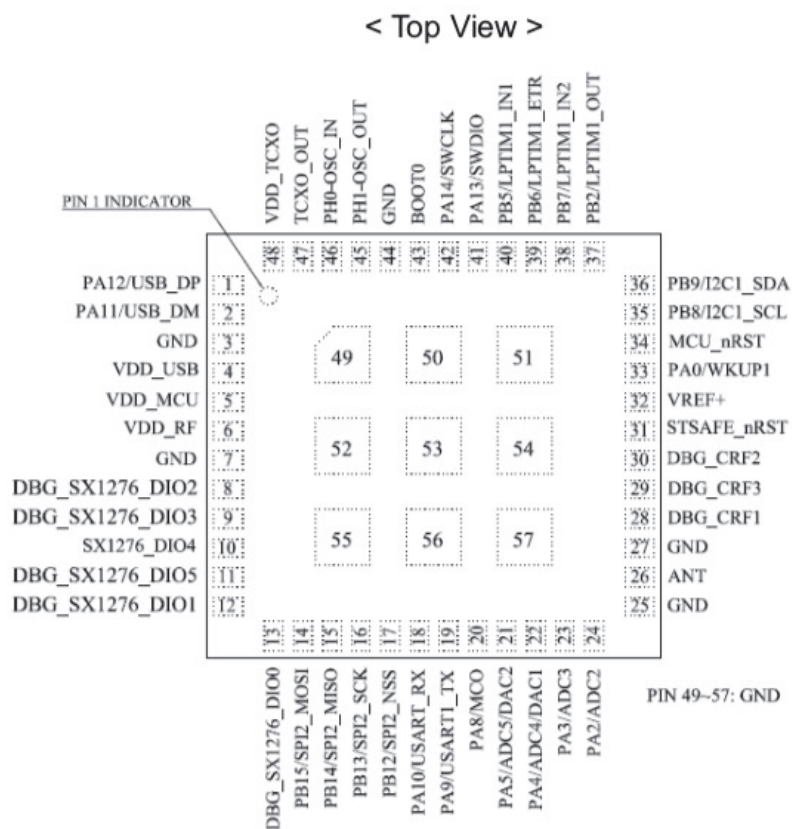 < Top View >
VDD_TCXO
TCXO_OUT
PH0-OSC_IN
PH1-OSC_OUT
GND
BOOT0
PA14/SWCLK
PA13/SWDIO
PB5/LPTIM1_IN1
PB6/LPTIM1_ETR
PB7/LPTIM1_IN2
PB2/LPTIM1_OUT
PIN 1 INDICATOR
48 47 46 45 44 43 42 41 40 39 38 37
PA12/USB_DP 1 36 PB9/I2C1_SDA
PA11/USB_DM 2 35 PB8/I2C1_SCL
GND 3 34 MCU_nRST
VDD_USB 4 33 PA0/WKUP1
VDD_MCU 5 32 VREF+
VDD_RF 6 31 STSAFE_nRST
GND 7 30 DBG_CRF2
DBG_SX1276_DIO2 8 29 DBG_CRF3
DBG_SX1276_DIO3 9 28 DBG_CRF1
SX1276_DIO4 10 27 GND
DBG_SX1276_DIO5 11 26 ANT
DBG_SX1276_DIO1 12 25 GND
49 50 51
52 53 54
55 56 57
13 14 15 16 17 18 19 20 21 22 23 24
DBG_SX1276_DIO0
PB15/SPI2_MOSI
PB14/SPI2_MISO
PB13/SPI2_SCK
PB12/SPI2_NSS
PA10/USART_RX
PA9/USART1_TX
PA8/MCO
PA5/ADC5/DAC2
PA4/ADC4/DAC1
PA3/ADC3
PA2/ADC2
PIN 49~57: GND